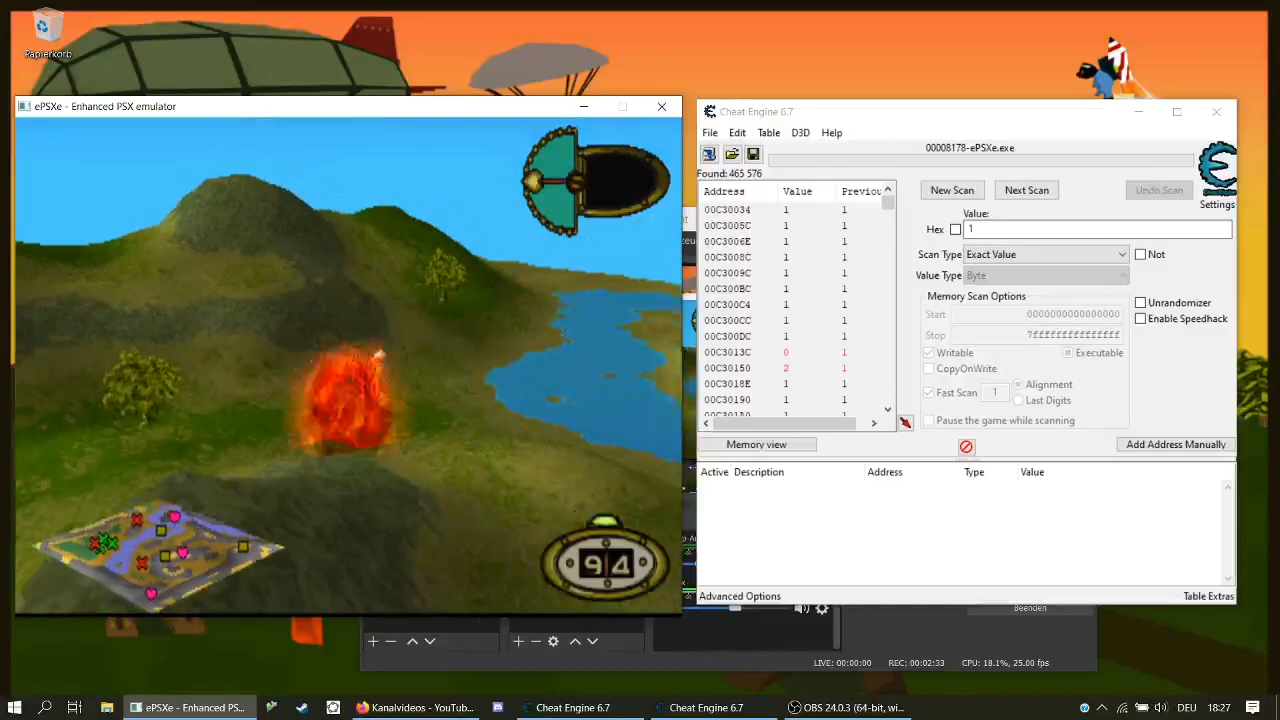 Papierkorb
ePSXe - Enhanced PSX emulator
94
Cheat Engine 6.7
File Edit Table D3D Help
00008178-ePSXe.exe
Found: 465 576
Address Value Previou
00C30034 1 1
00C3005C 1 1
00C3006E 1 1
00C3008C 1 1
00C3009C 1 1
00C300BC 1 1
00C300C4 1 1
00C300CC 1 1
00C300DC 1 1
00C3013C 0 1
00C30150 2 1
00C3018E 1 1
00C30190 1 1
New Scan Next Scan Undo Scan
Settings
Value:
Hex 1
Scan Type Exact Value Not
Value Type Byte
Memory Scan Options
Start 0000000000000000
Stop 7fffffffffffffff
Writable Executable
CopyOnWrite
Fast Scan 1 Alignment
Last Digits
Pause the game while scanning
Unrandomizer
Enable Speedhack
Memory view Add Address Manually
Active Description Address Type Value
Advanced Options Table Extras
Beenden
LIVE: 00:00:00 REC: 00:02:33 CPU: 18.1%, 25.00 fps
ePSXe - Enhanced PS... Kanalvideos - YouTub... Cheat Engine 6.7 Cheat Engine 6.7 OBS 24.0.3 (64-bit, wi... DEU 18:27